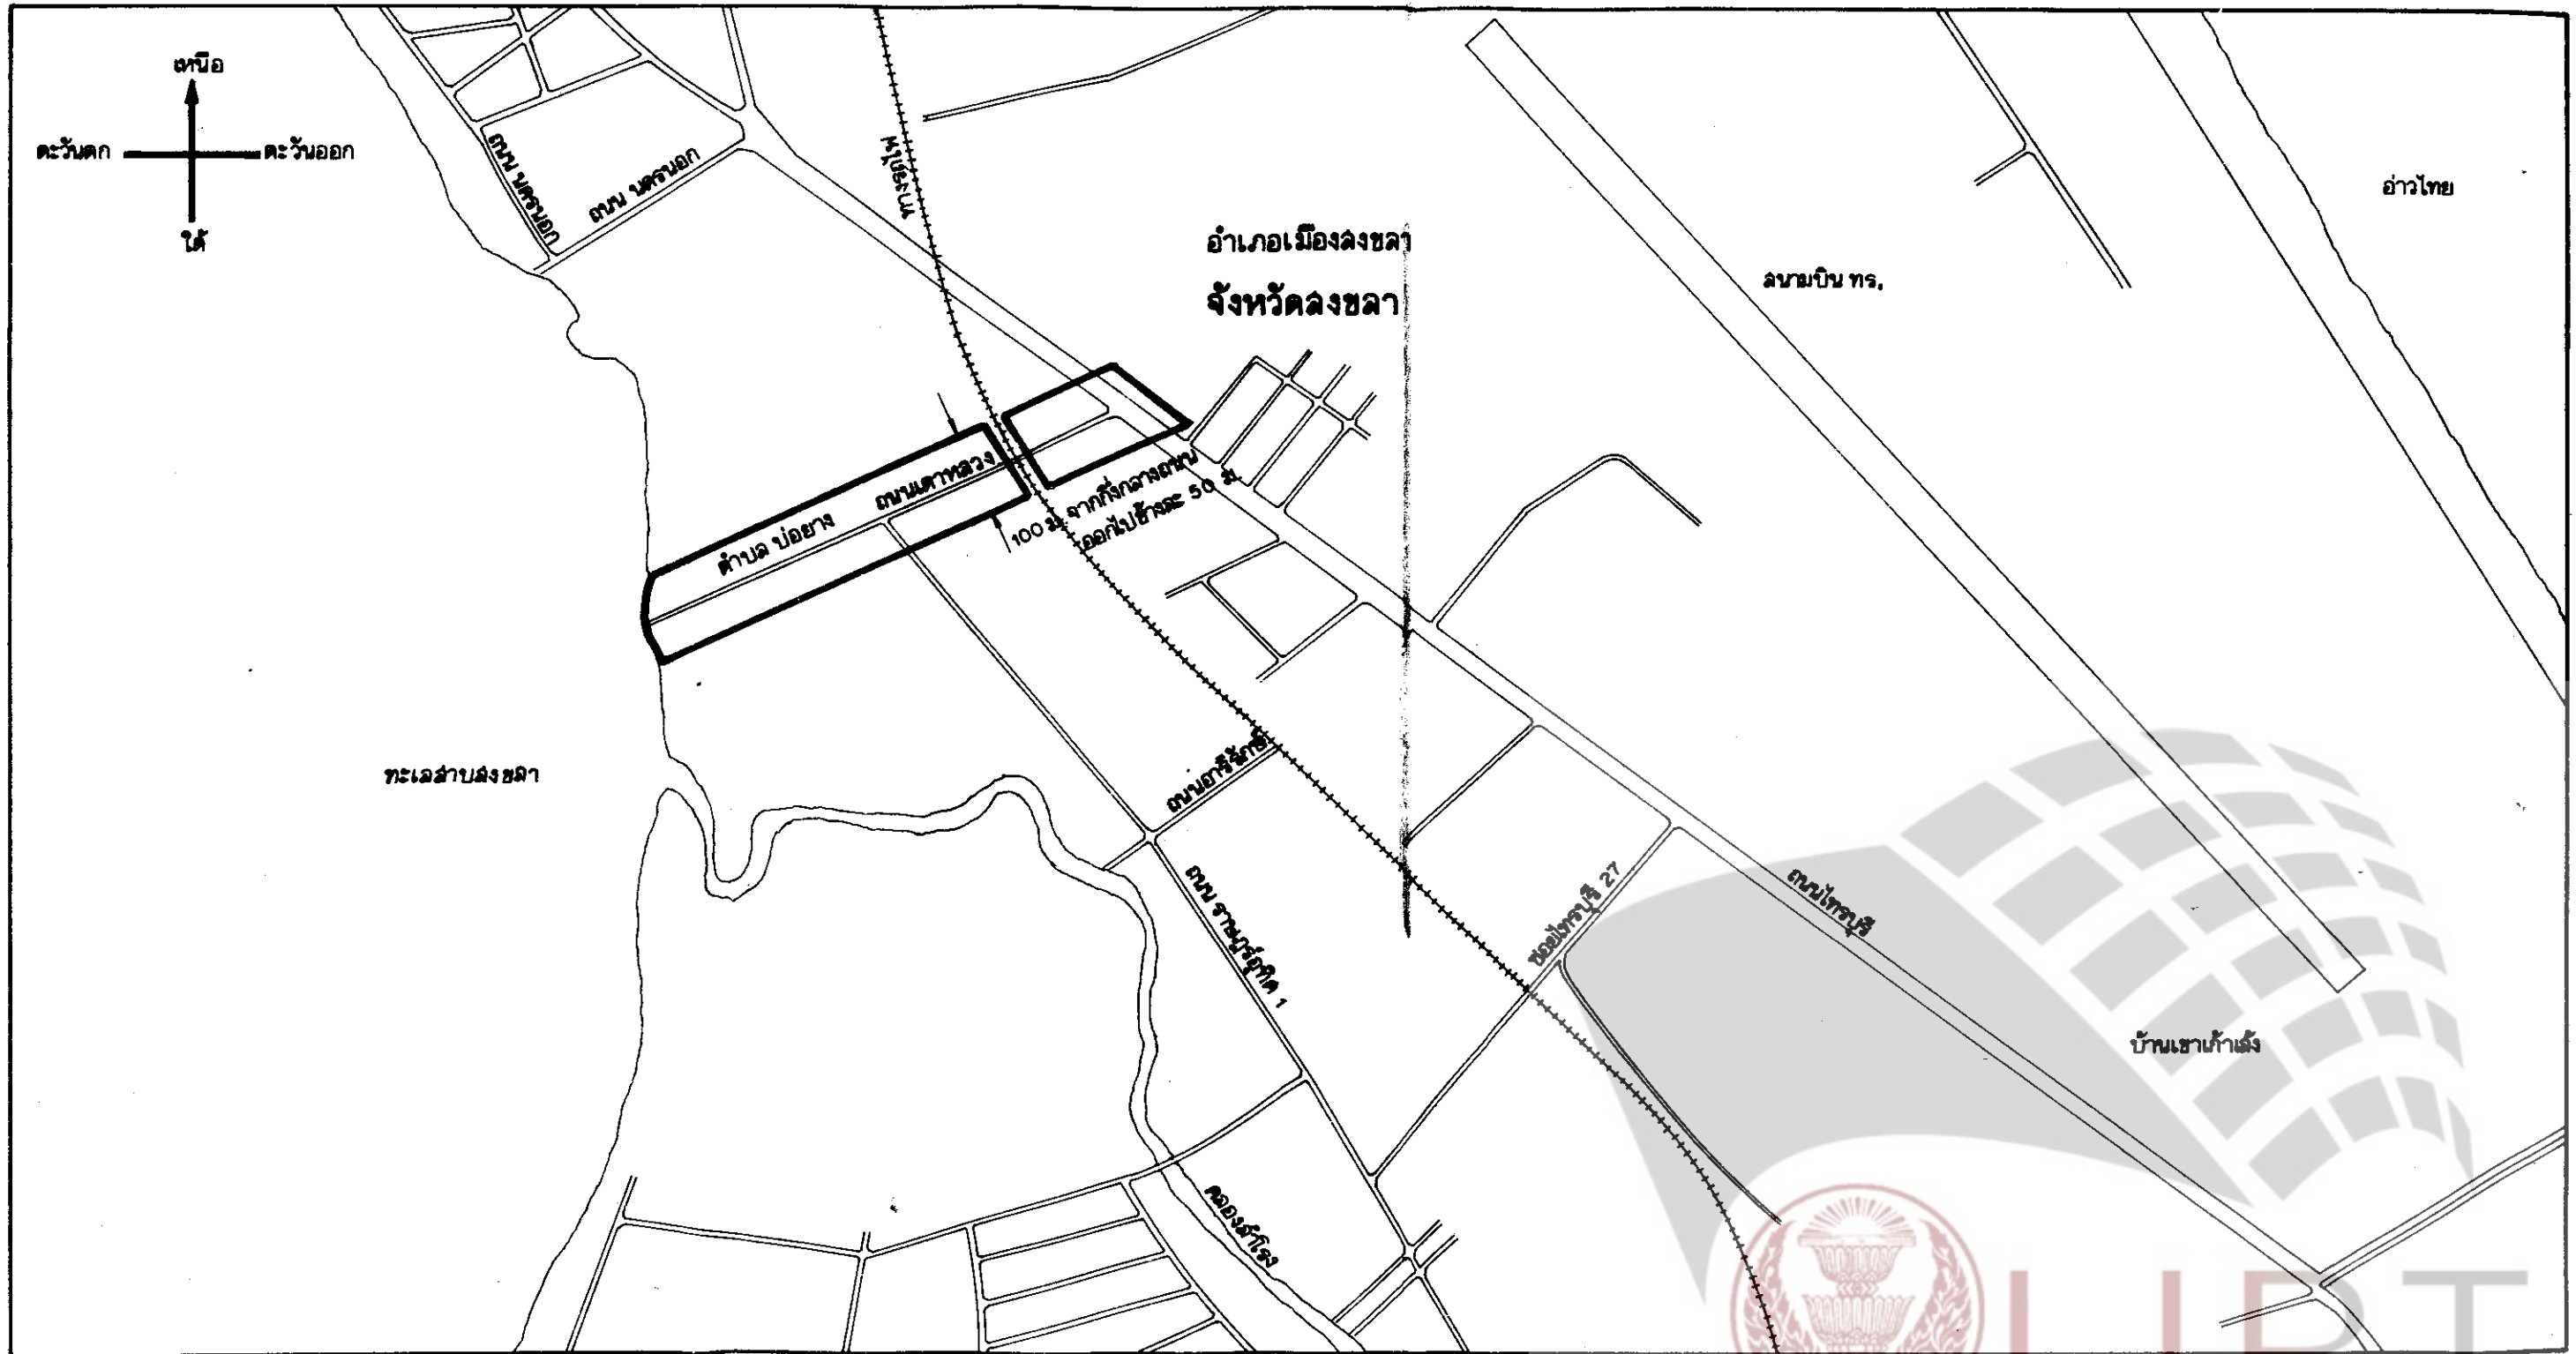 เหนือ
ตะวันตก
ตะวันออก
ใต้
ถนน นครนอก
ถนน นครนอก
ทางรถไฟ
อำเภอเมืองสงขลา
จังหวัดสงขลา
สนามบิน ทร.
อ่าวไทย
ตำบล บ่อยาง
ถนนเตาหลวง
100 ม. จากกึ่งกลางถนน
ออกไปข้างละ 50 ม.
ทะเลสาบสงขลา
ถนนอารีรักษ์
ถนน ราษฎร์อุทิศ 1
ซอยไทรบุรี 27
ถนนไทรบุรี
บ้านเขาเก้าเส้ง
คลองสำโรง